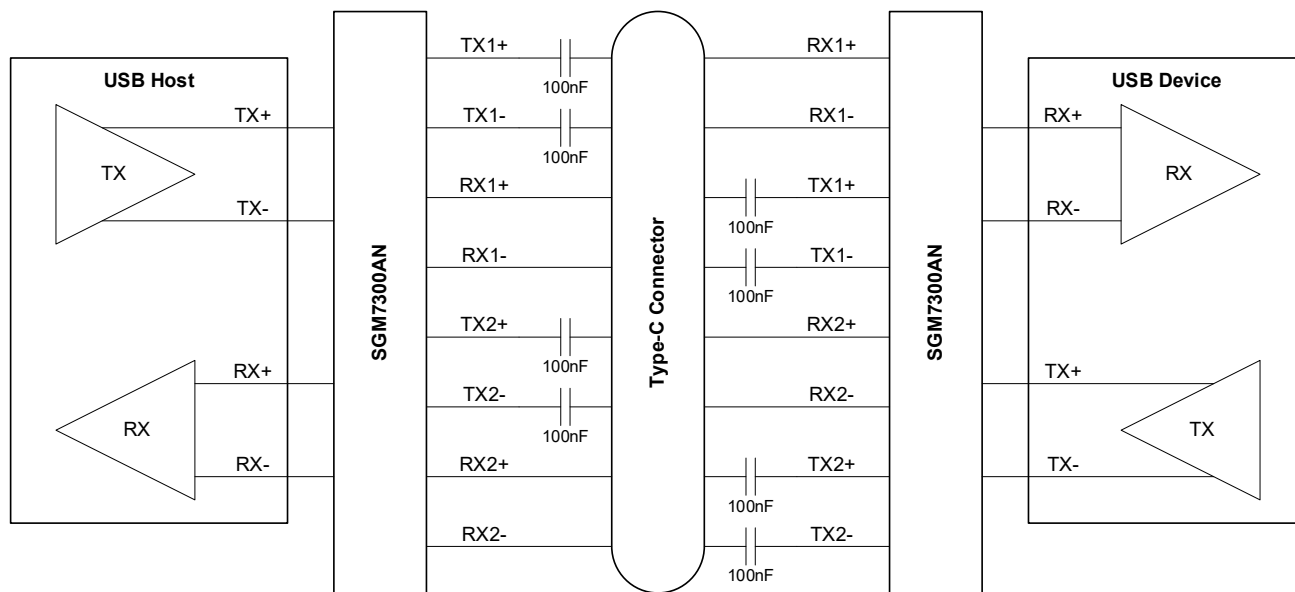 USB Host
TX+
TX
TX-
RX+
RX
RX-
SGM7300AN
TX1+
100nF
TX1-
100nF
RX1+
RX1-
TX2+
100nF
TX2-
100nF
RX2+
RX2-
Type-C Connector
RX1+
RX1-
TX1+
100nF
TX1-
100nF
RX2+
RX2-
TX2+
100nF
TX2-
100nF
SGM7300AN
USB Device
RX+
RX
RX-
TX+
TX
TX-